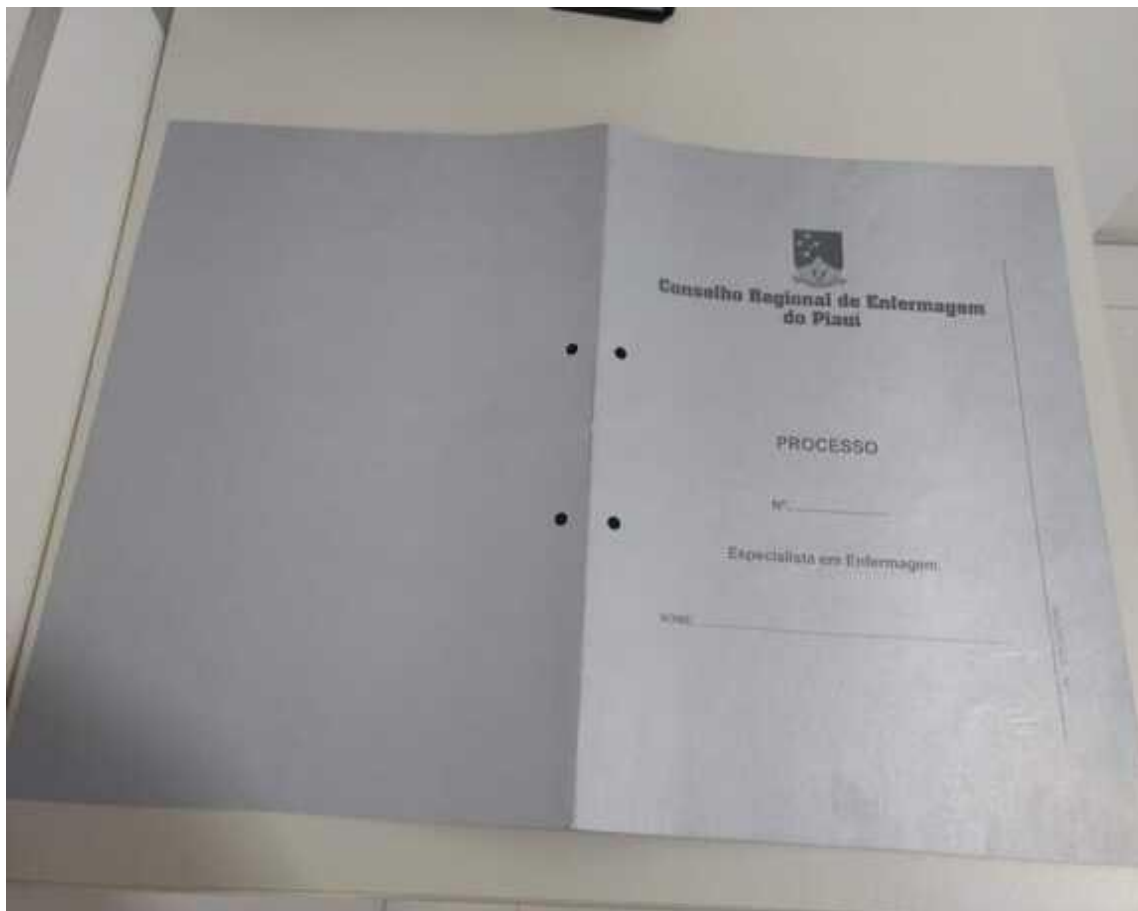 Conselho Regional de Enfermagem
do Piauí
PROCESSO
Nº.
Especialista em Enfermagem.
NOME